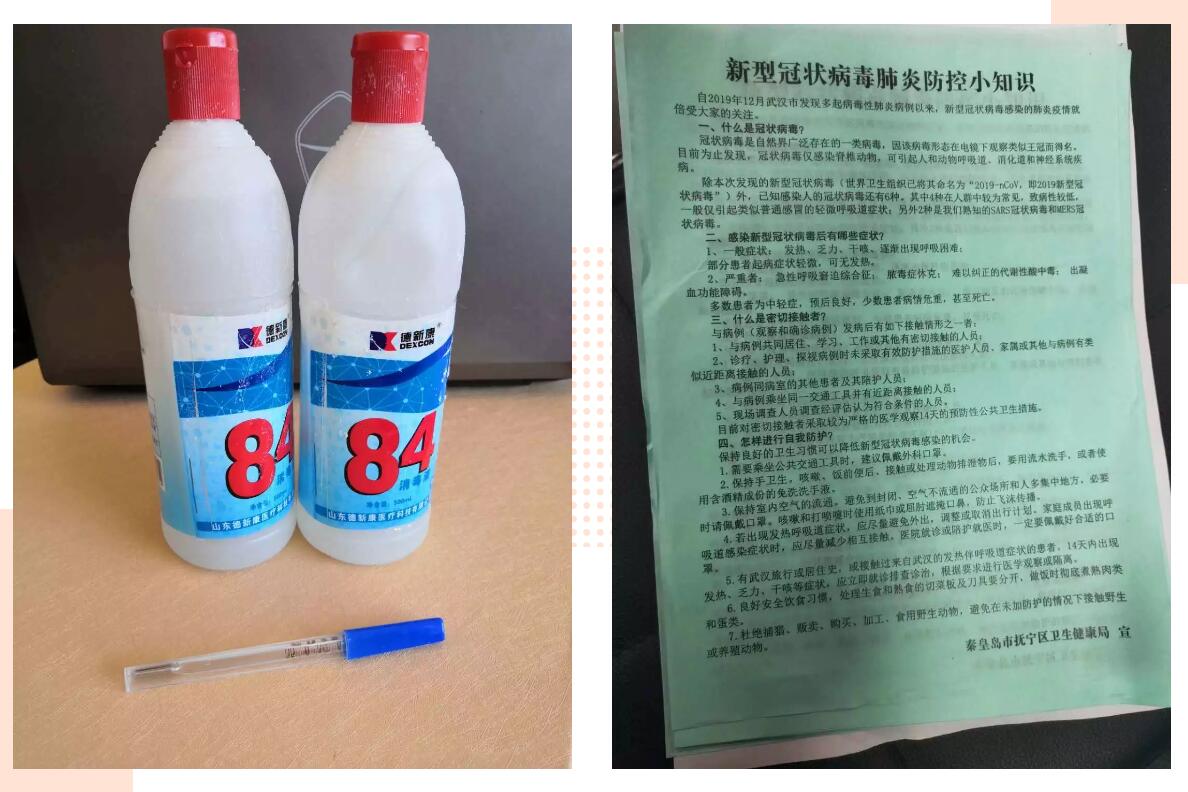 德新康
DEXCON
84
德新康®
DEXCON
84
消毒液
净含量：500ml
山东德新康医疗科技有限
山东德新康医疗科技有限
新型冠状病毒肺炎防控小知识
自2019年12月武汉市发现多起病毒性肺炎病例以来，新型冠状病毒感染的肺炎疫情就
倍受大家的关注。
一、什么是冠状病毒？
冠状病毒是自然界广泛存在的一类病毒，因该病毒形态在电镜下观察类似王冠而得名。
目前为止发现，冠状病毒仅感染脊椎动物，可引起人和动物呼吸道、消化道和神经系统疾
病。
除本次发现的新型冠状病毒（世界卫生组织已将其命名为“2019-nCoV，即2019新型冠
状病毒”）外，已知感染人的冠状病毒还有6种。其中4种在人群中较为常见，致病性较低，
一般仅引起类似普通感冒的轻微呼吸道症状；另外2种是我们熟知的SARS冠状病毒和MERS冠
状病毒。
二、感染新型冠状病毒后有哪些症状？
1、一般症状： 发热、乏力、干咳、逐渐出现呼吸困难；
部分患者起病症状轻微，可无发热。
2、严重者： 急性呼吸窘迫综合征； 脓毒症休克； 难以纠正的代谢性酸中毒； 出凝
血功能障碍。
多数患者为中轻症，预后良好，少数患者病情危重，甚至死亡。
三、什么是密切接触者？
与病例（观察和确诊病例）发病后有如下接触情形之一者：
1、与病例共同居住、学习、工作或其他有密切接触的人员；
2、诊疗、护理、探视病例时未采取有效防护措施的医护人员、家属或其他与病例有类
似近距离接触的人员；
3、病例同病室的其他患者及其陪护人员；
4、与病例乘坐同一交通工具并有近距离接触的人员；
5、现场调查人员调查经评估认为符合条件的人员。
目前对密切接触者采取较为严格的医学观察14天的预防性公共卫生措施。
四、怎样进行自我防护？
保持良好的卫生习惯可以降低新型冠状病毒感染的机会。
1.需要乘坐公共交通工具时，建议佩戴外科口罩。
2.保持手卫生，咳嗽、饭前便后、接触或处理动物排泄物后，要用流水洗手，或者使
用含酒精成份的免洗洗手液。
3.保持室内空气的流通。避免到封闭、空气不流通的公众场所和人多集中地方，必要
时请佩戴口罩。咳嗽和打喷嚏时使用纸巾或屈肘遮掩口鼻，防止飞沫传播。
4.若出现发热呼吸道症状，应尽量避免外出，调整或取消出行计划。家庭成员出现呼
吸道感染症状时，应尽量减少相互接触。医院就诊或陪护就医时，一定要佩戴好合适的口
罩。
5.有武汉旅行或居住史，或接触过来自武汉的发热伴呼吸道症状的患者，14天内出现
发热、乏力、干咳等症状，应立即就诊排查诊治，根据要求进行医学观察或隔离。
6.良好安全饮食习惯，处理生食和熟食的切菜板及刀具要分开，做饭时彻底煮熟肉类
和蛋类。
7.杜绝捕猎、贩卖、购买、加工、食用野生动物，避免在未加防护的情况下接触野生
或养殖动物。
秦皇岛市抚宁区卫生健康局 宣